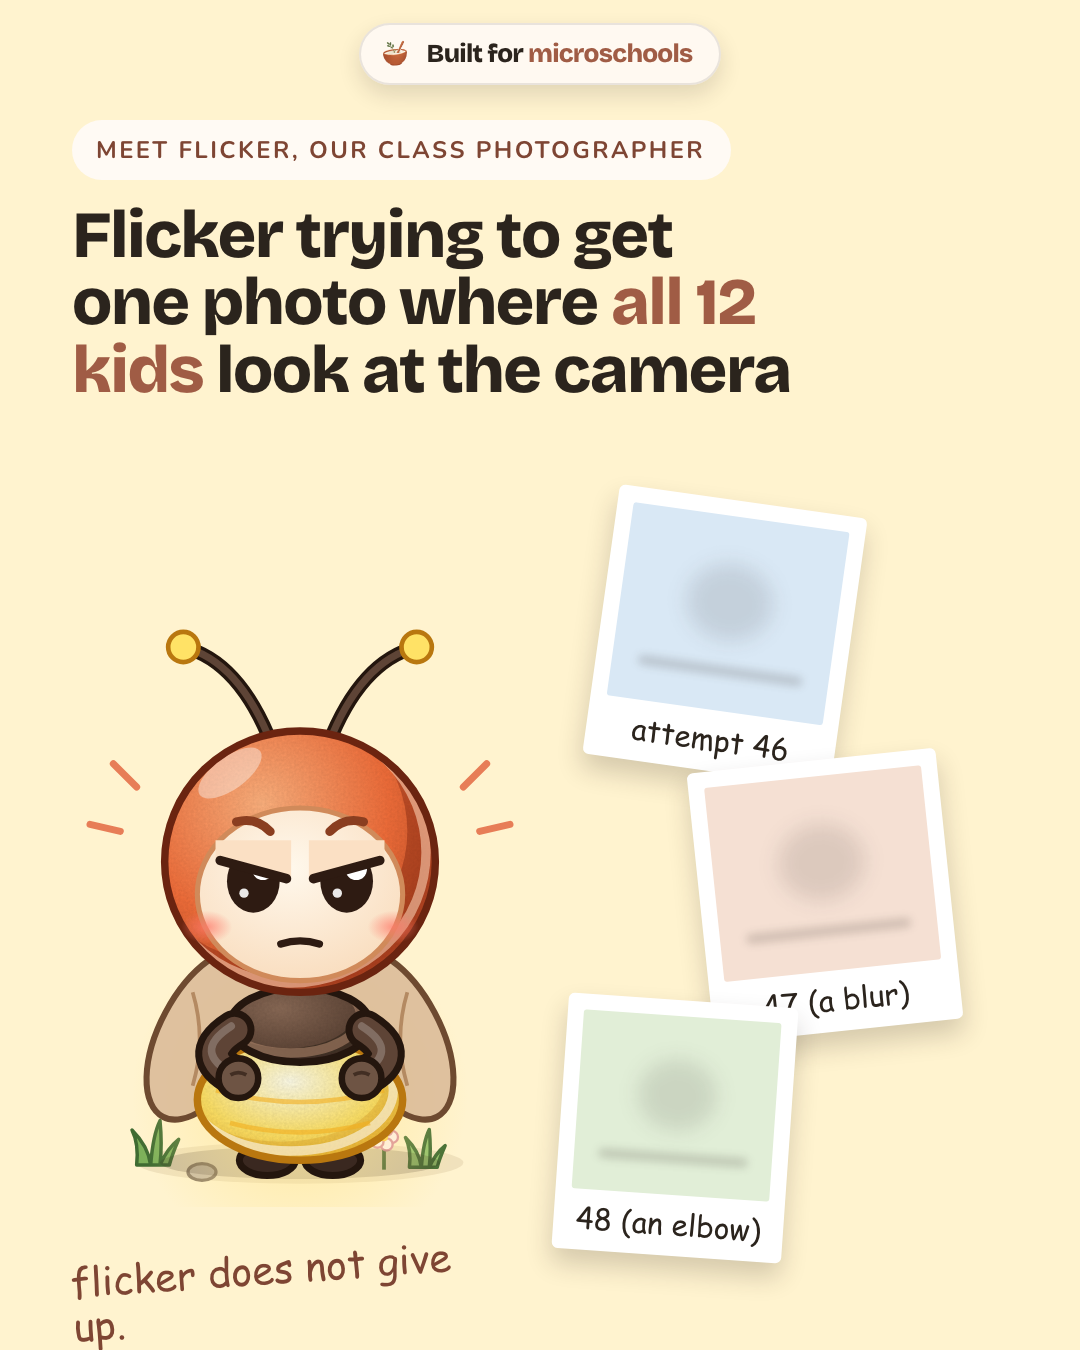 Built for microschools
MEET FLICKER, OUR CLASS PHOTOGRAPHER
Flicker trying to get
one photo where all 12
kids look at the camera
attempt 46
47 (a blur)
48 (an elbow)
flicker does not give
up.